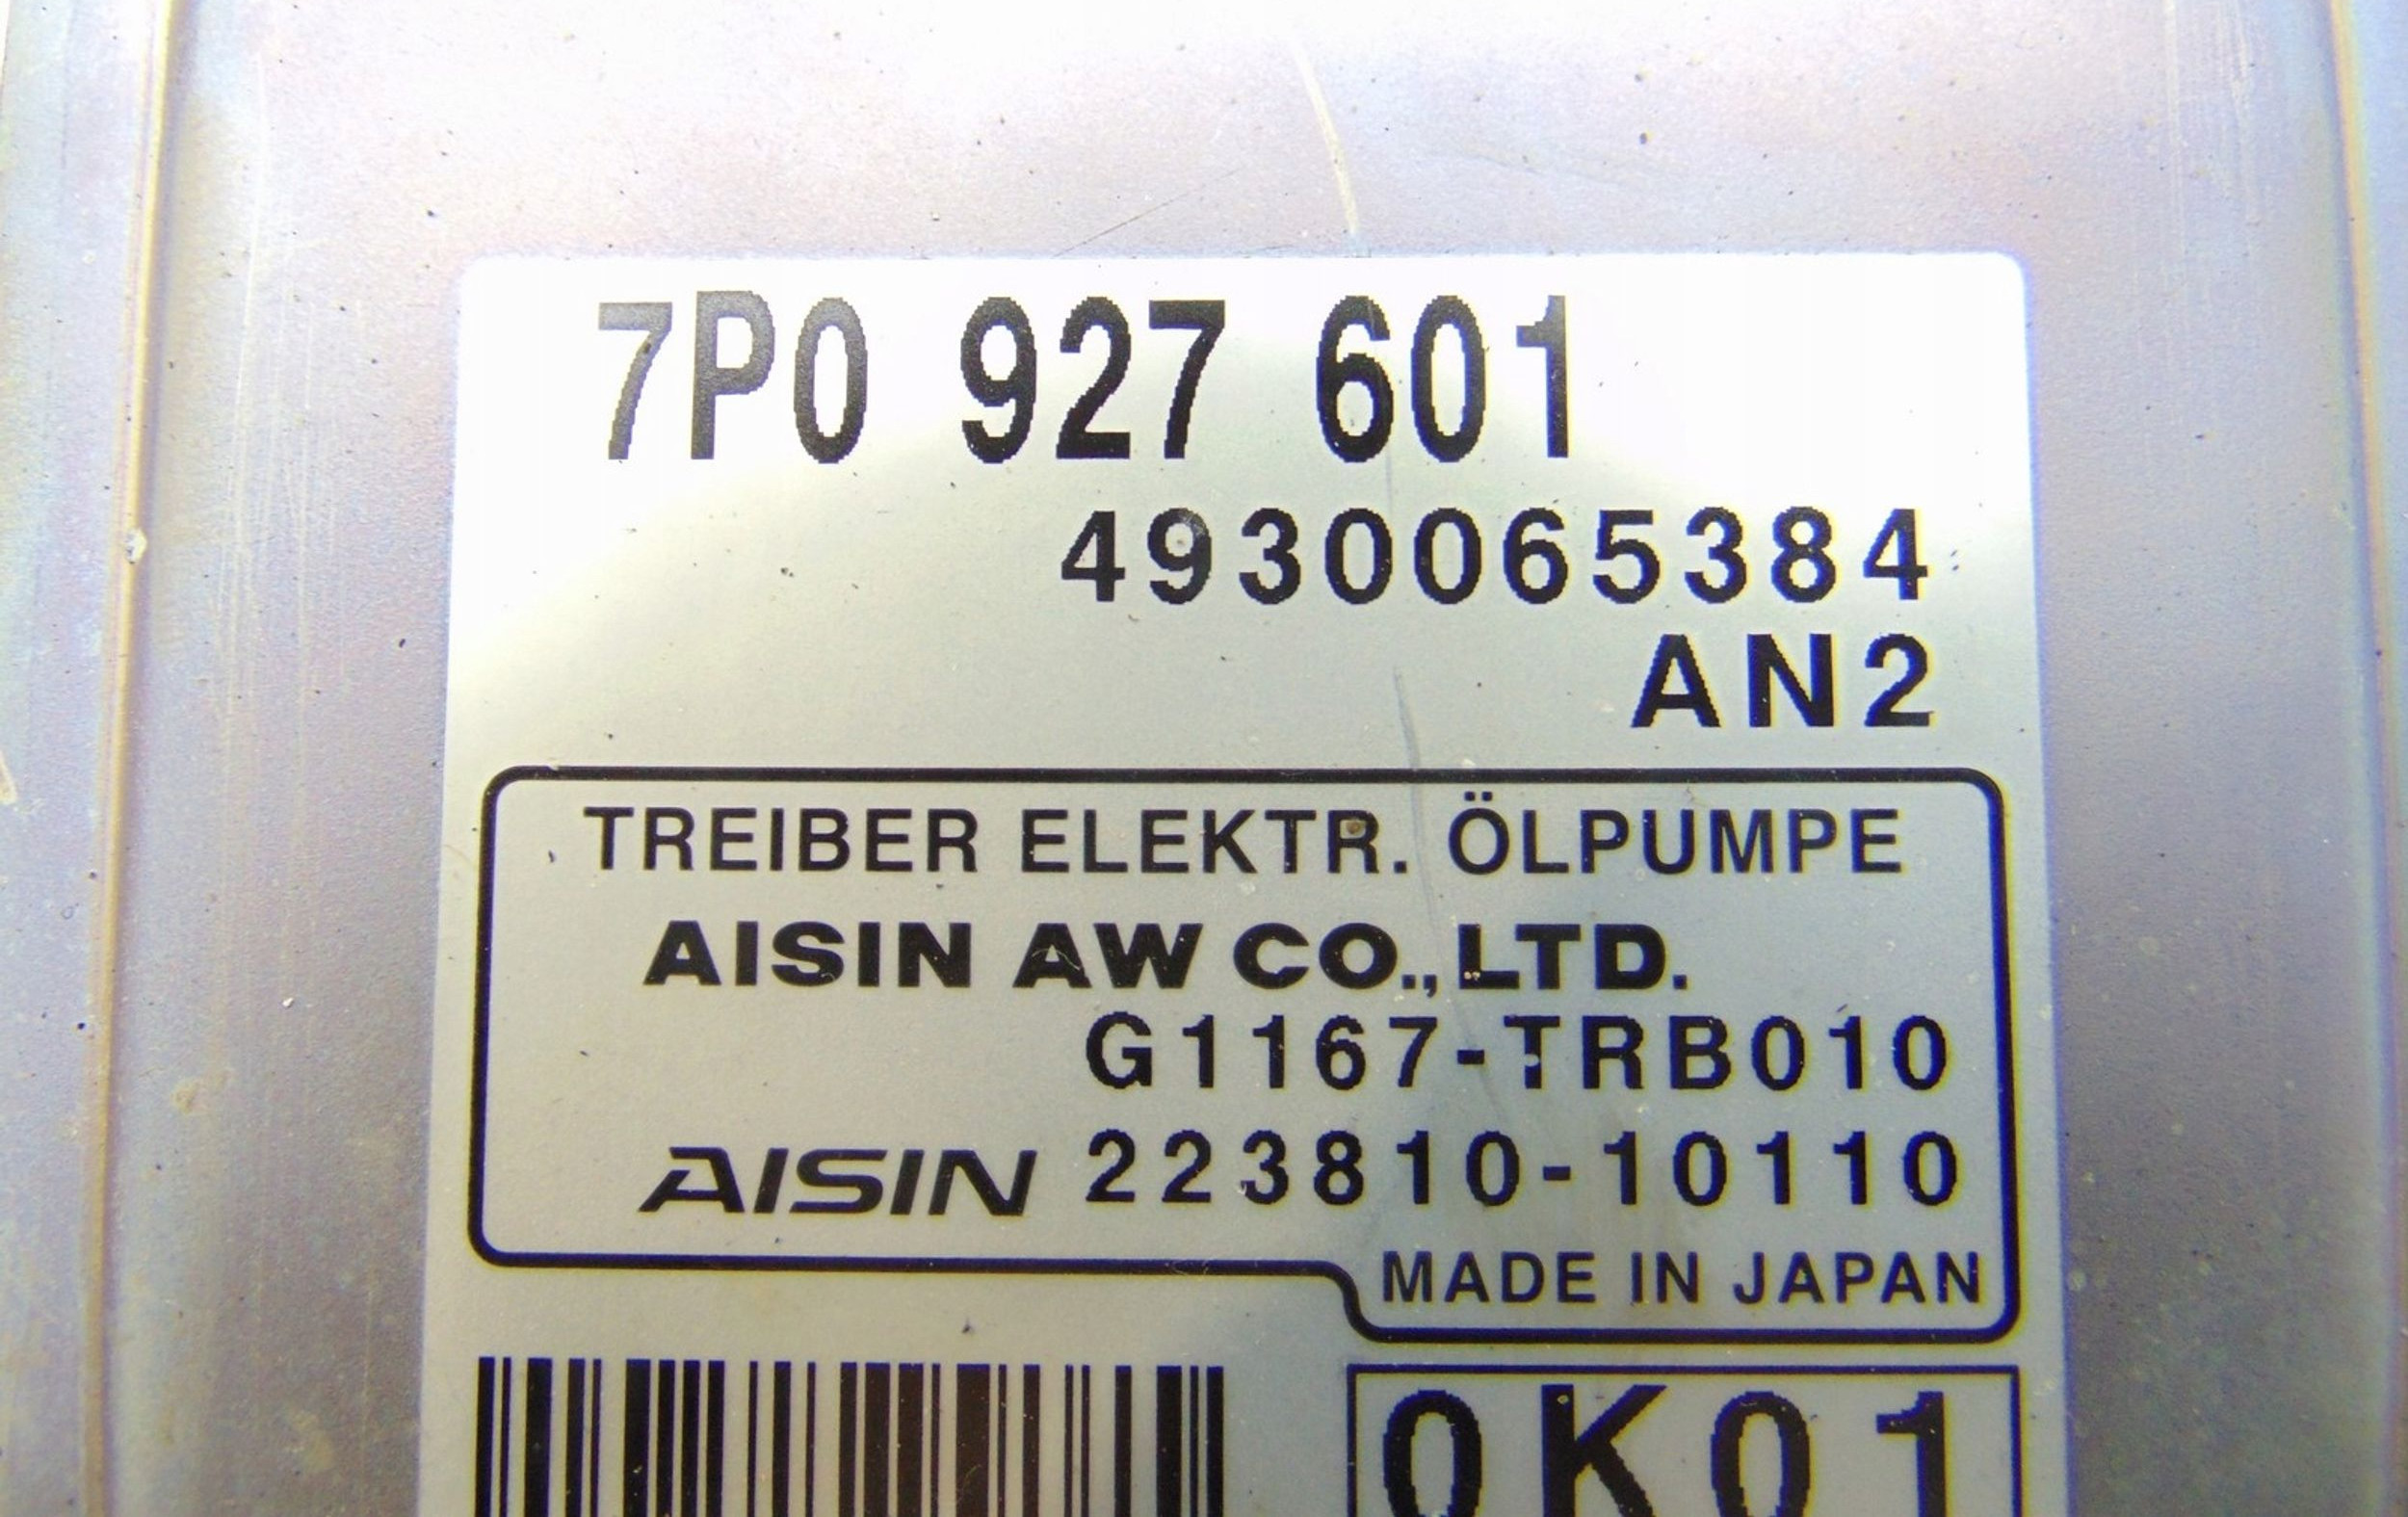 7P0 927 601
4930065384
AN2
TREIBER ELEKTR. ÖLPUMPE
AISIN AW CO.,LTD.
G1167-TRB010
AISIN 223810-10110
MADE IN JAPAN
0K01